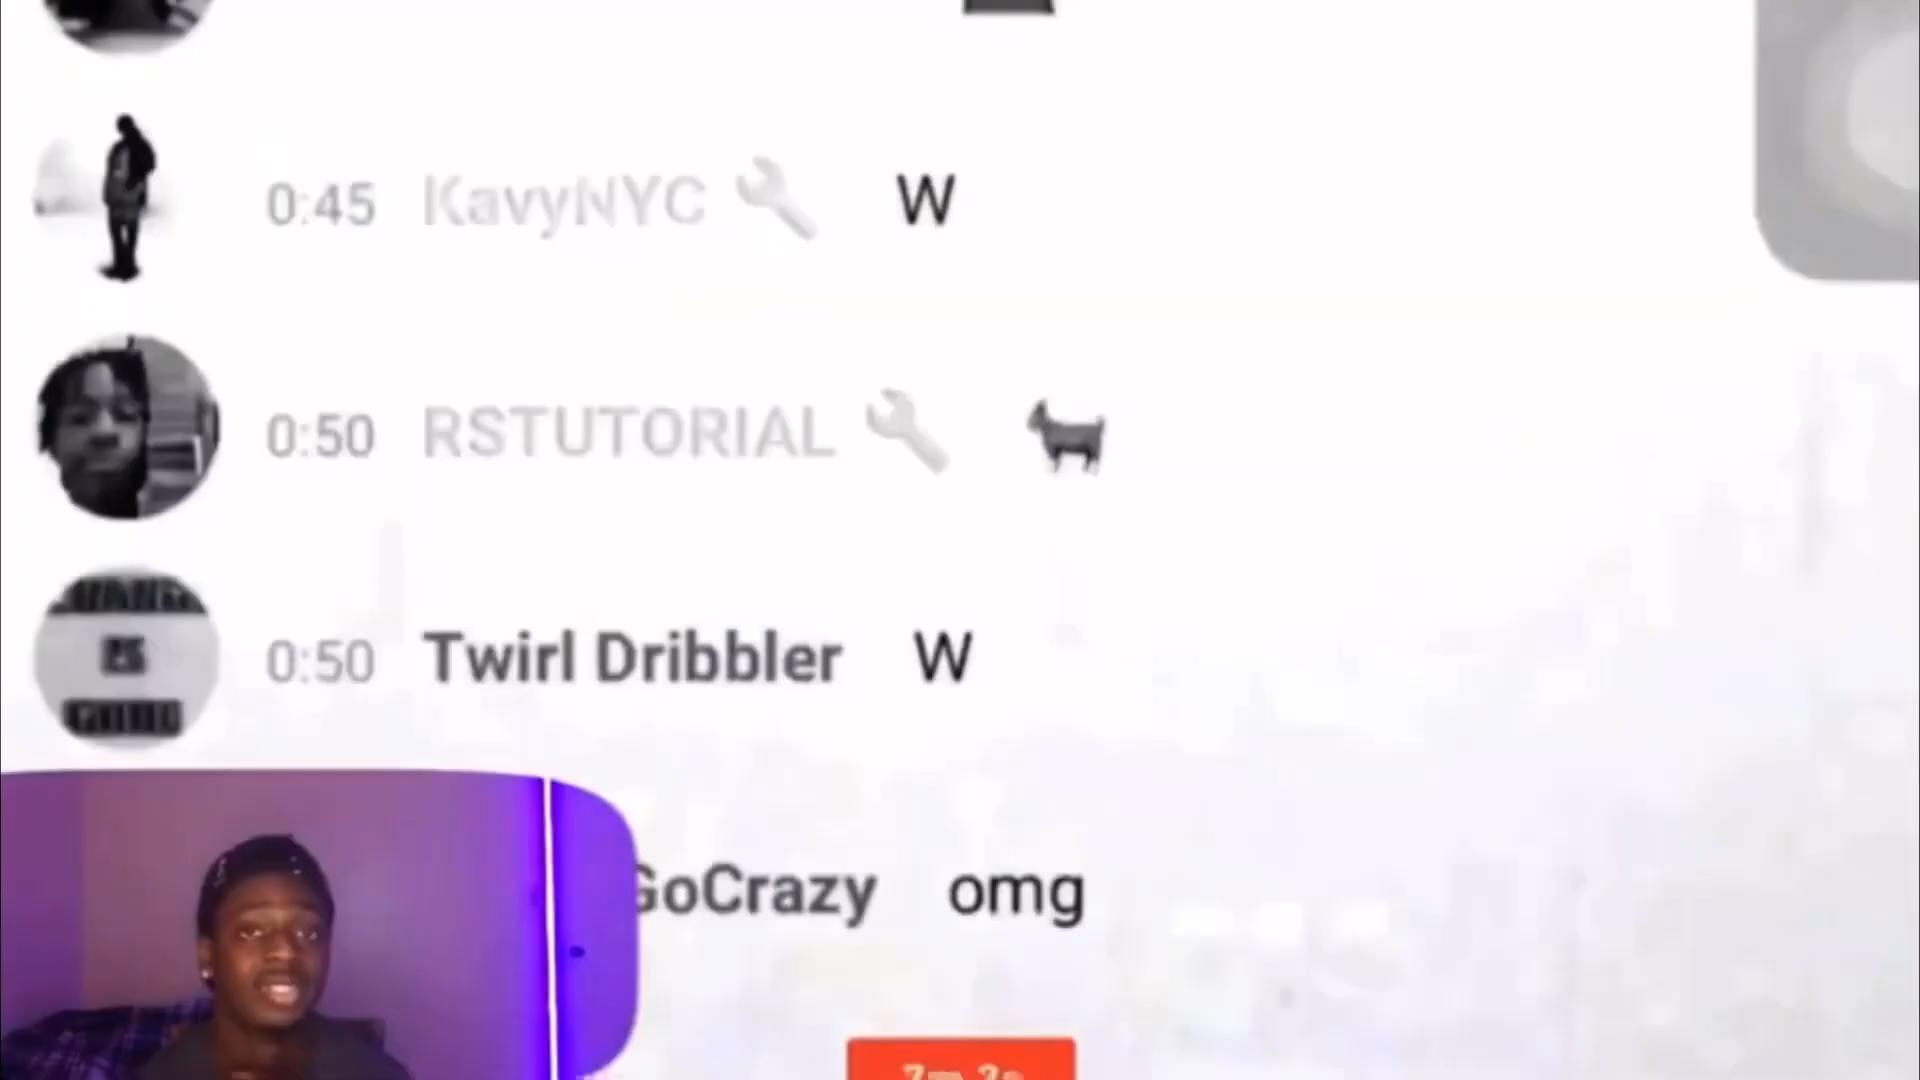 0:45 KavyNYC W
0:50 RSTUTORIAL
0:50 Twirl Dribbler W
GoCrazy omg